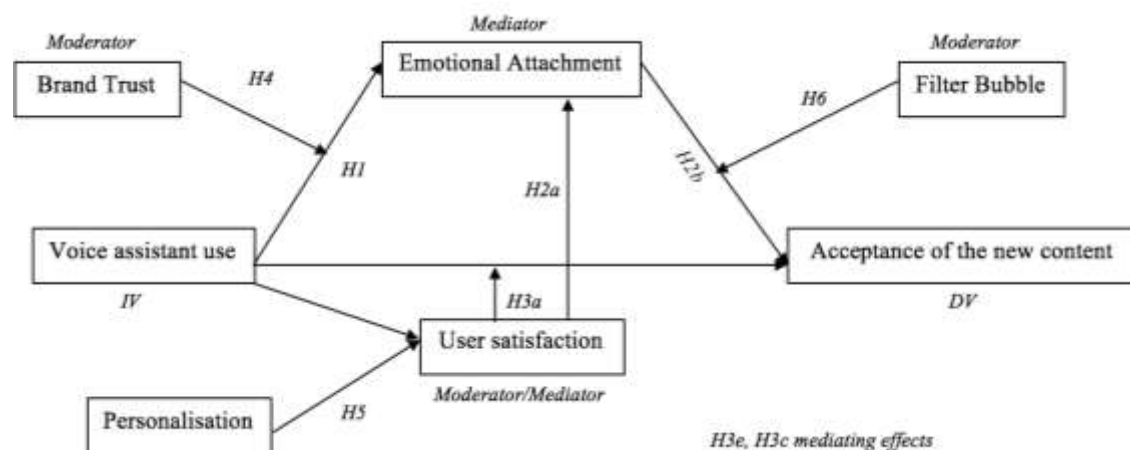 Mediator
Moderator
Moderator
Emotional Attachment
Brand Trust
H4
Filter Bubble
H6
H1
H2b
H2a
Voice assistant use
Acceptance of the new content
IV
H3a
DV
User satisfaction
Moderator/Mediator
Personalisation
H5
H3e, H3c mediating effects